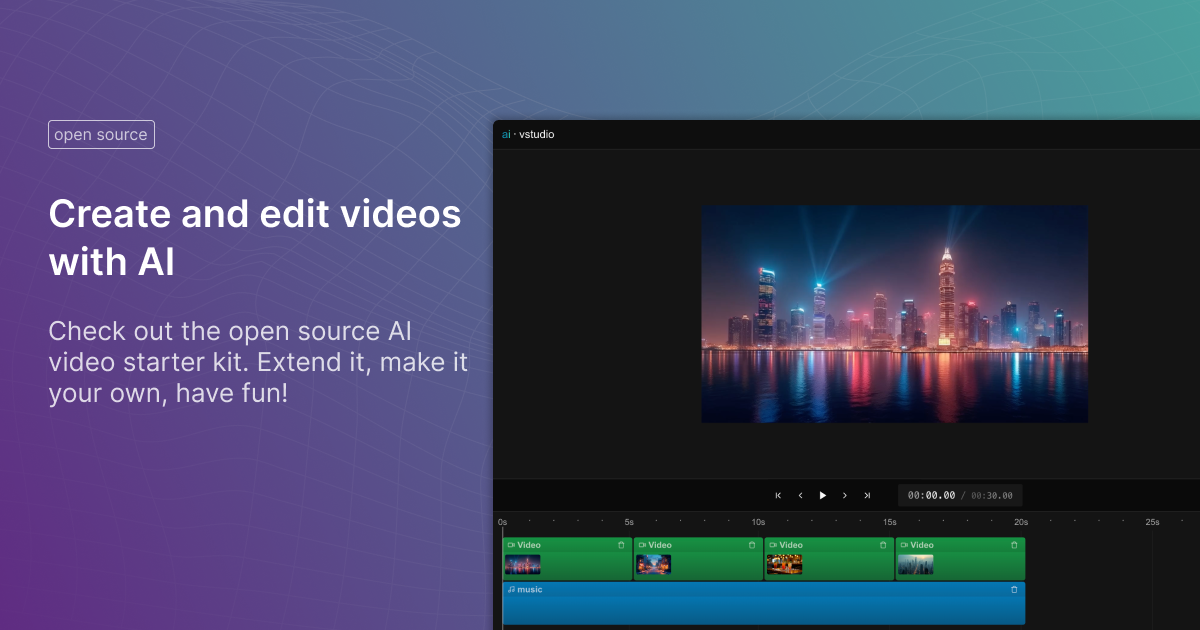 open source
Create and edit videos
with AI
Check out the open source AI
video starter kit. Extend it, make it
your own, have fun!
ai · vstudio
00:00.00 / 00:30.00
0s 5s 10s 15s 20s 25s
Video Video Video Video
music